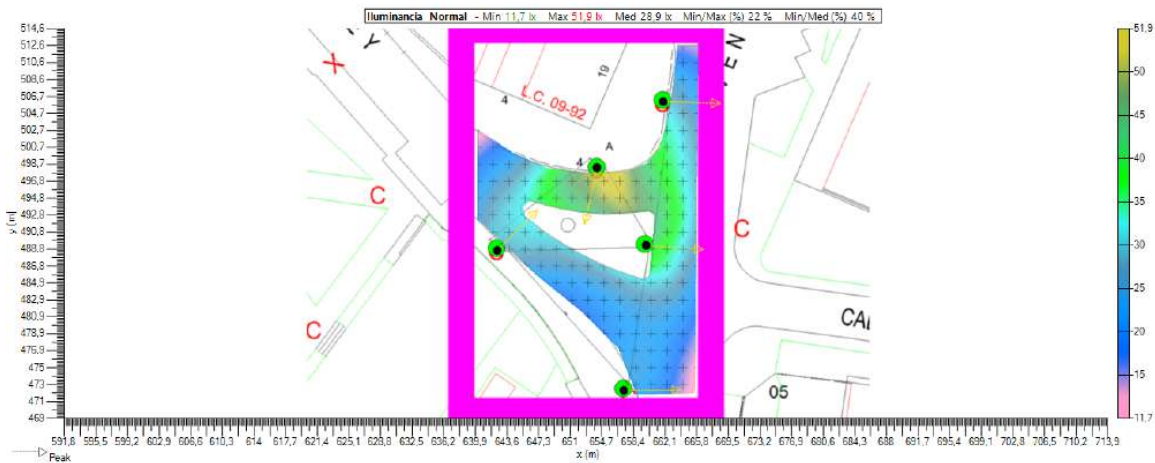 Iluminancia Normal - Min 11,7 lx Max 51,9 lx Med 28,9 lx Min/Max (%) 22 % Min/Med (%) 40 %
514,6
512,6
510,6
508,6
506,7
504,7
502,7
500,7
498,7
496,8
494,8
492,8
490,8
488,8
486,8
484,9
482,9
480,9
478,9
476,9
475
473
471
469
y (m)
Y
X
4
L.C. 09-92
19
EN
A
4
C
C
C
CAL
05
51,9
50
45
40
35
30
25
20
15
11,7
591,8 595,5 599,2 602,9 606,6 610,3 614 617,7 621,4 625,1 628,8 632,5 636,2 639,9 643,6 647,3 651 654,7 658,4 662,1 665,8 669,5 673,2 676,9 680,6 684,3 688 691,7 695,4 699,1 702,8 706,5 710,2 713,9
x (m)
Peak